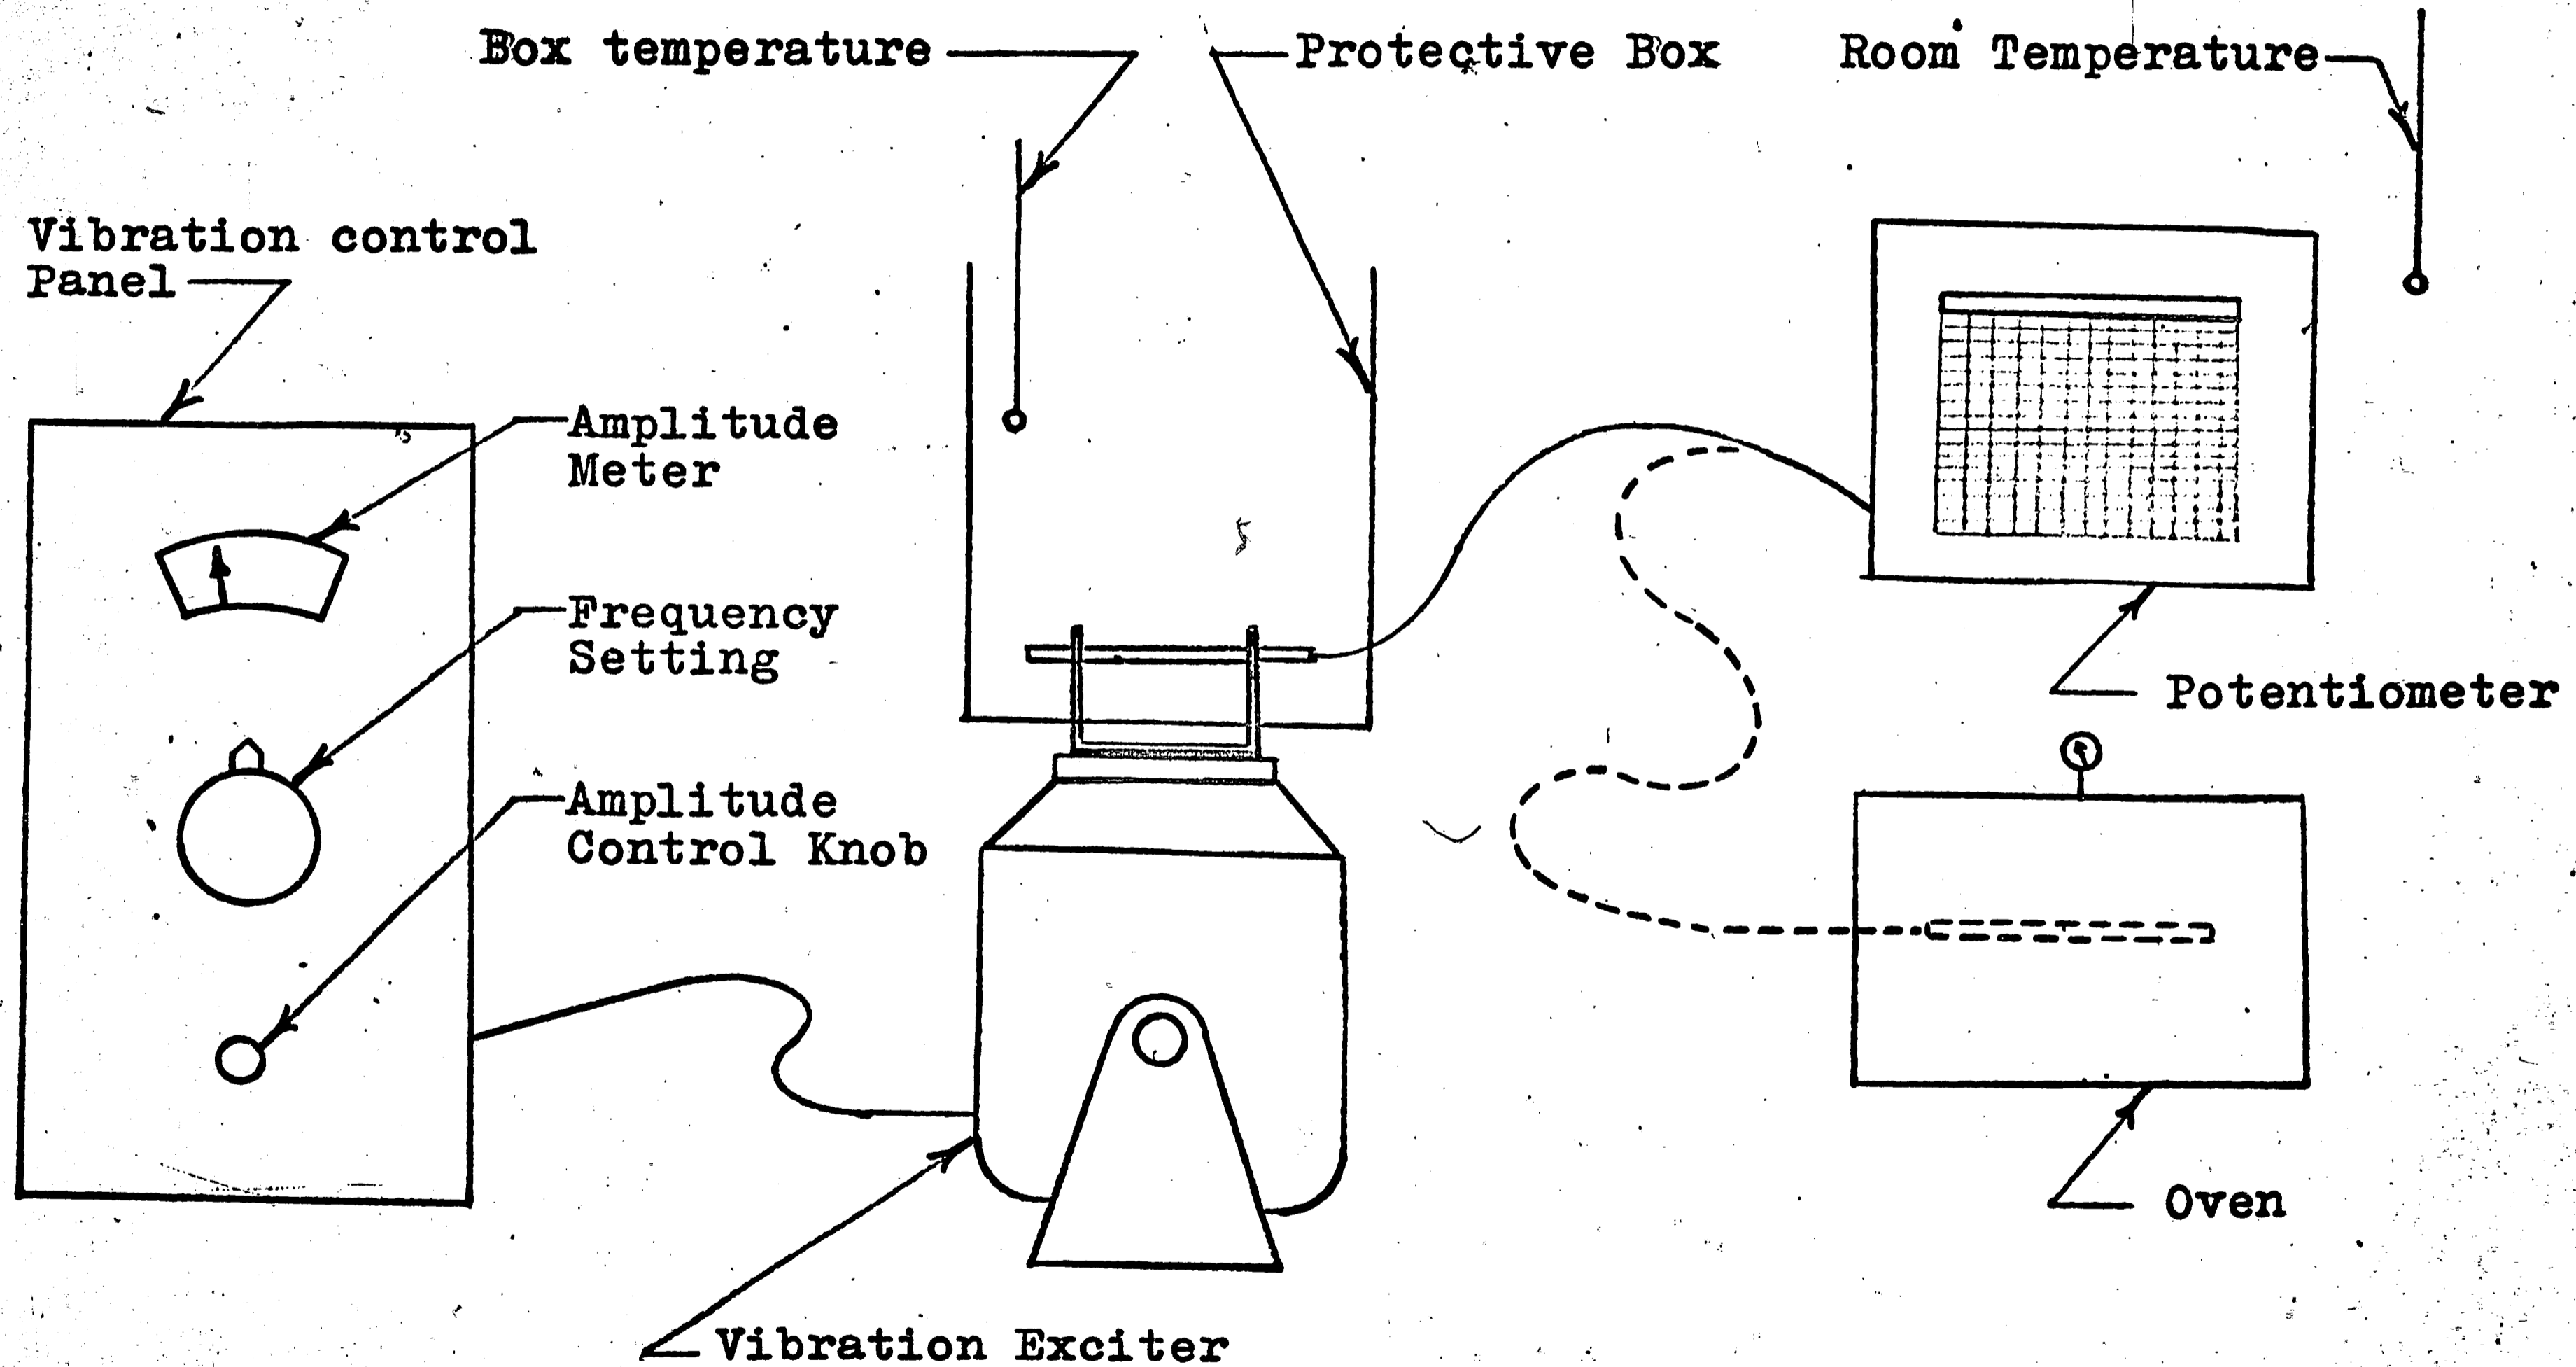 Box temperature
Protective Box
Room Temperature
Vibration control
Panel
Amplitude
Meter
Frequency
Setting
Amplitude
Control Knob
Potentiometer
Oven
Vibration Exciter